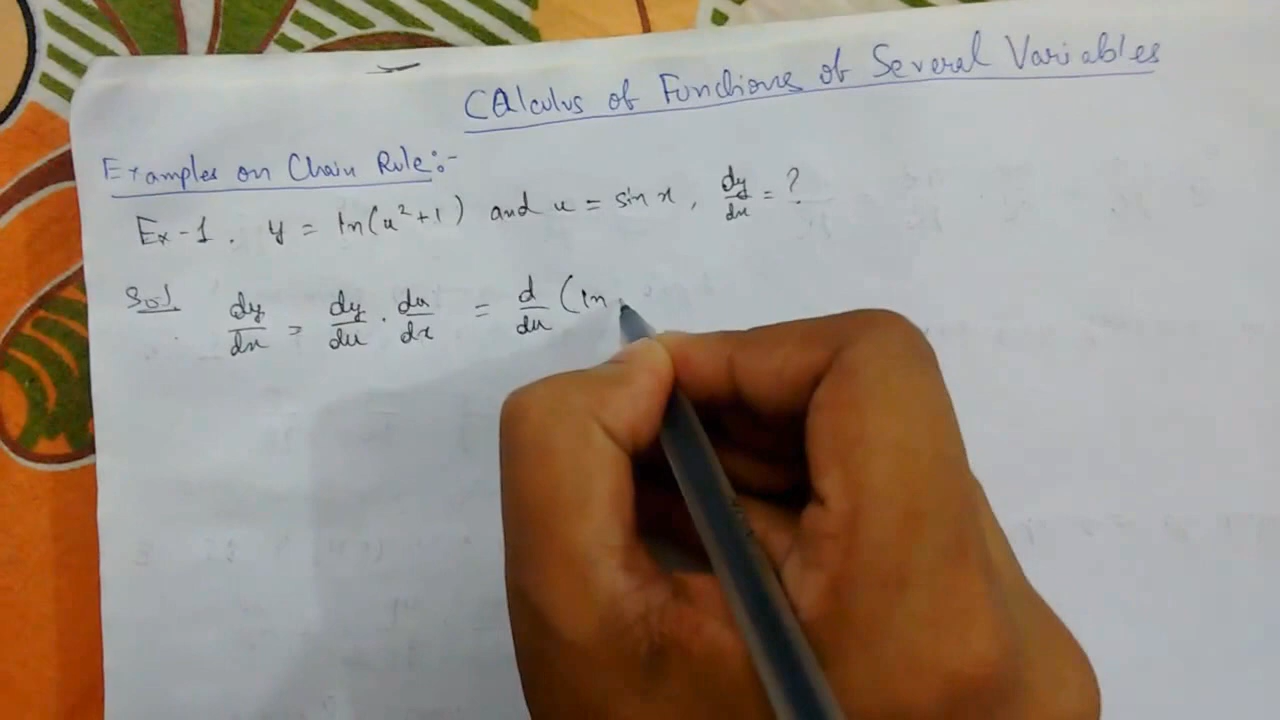 Calculus of Functions of Several Variables
Examples on Chain Rule:-
Ex-1. y = ln(u²+1) and u = sin x, dy/dx = ?
Sol. dy/dx = dy/du . du/dx = d/du (ln